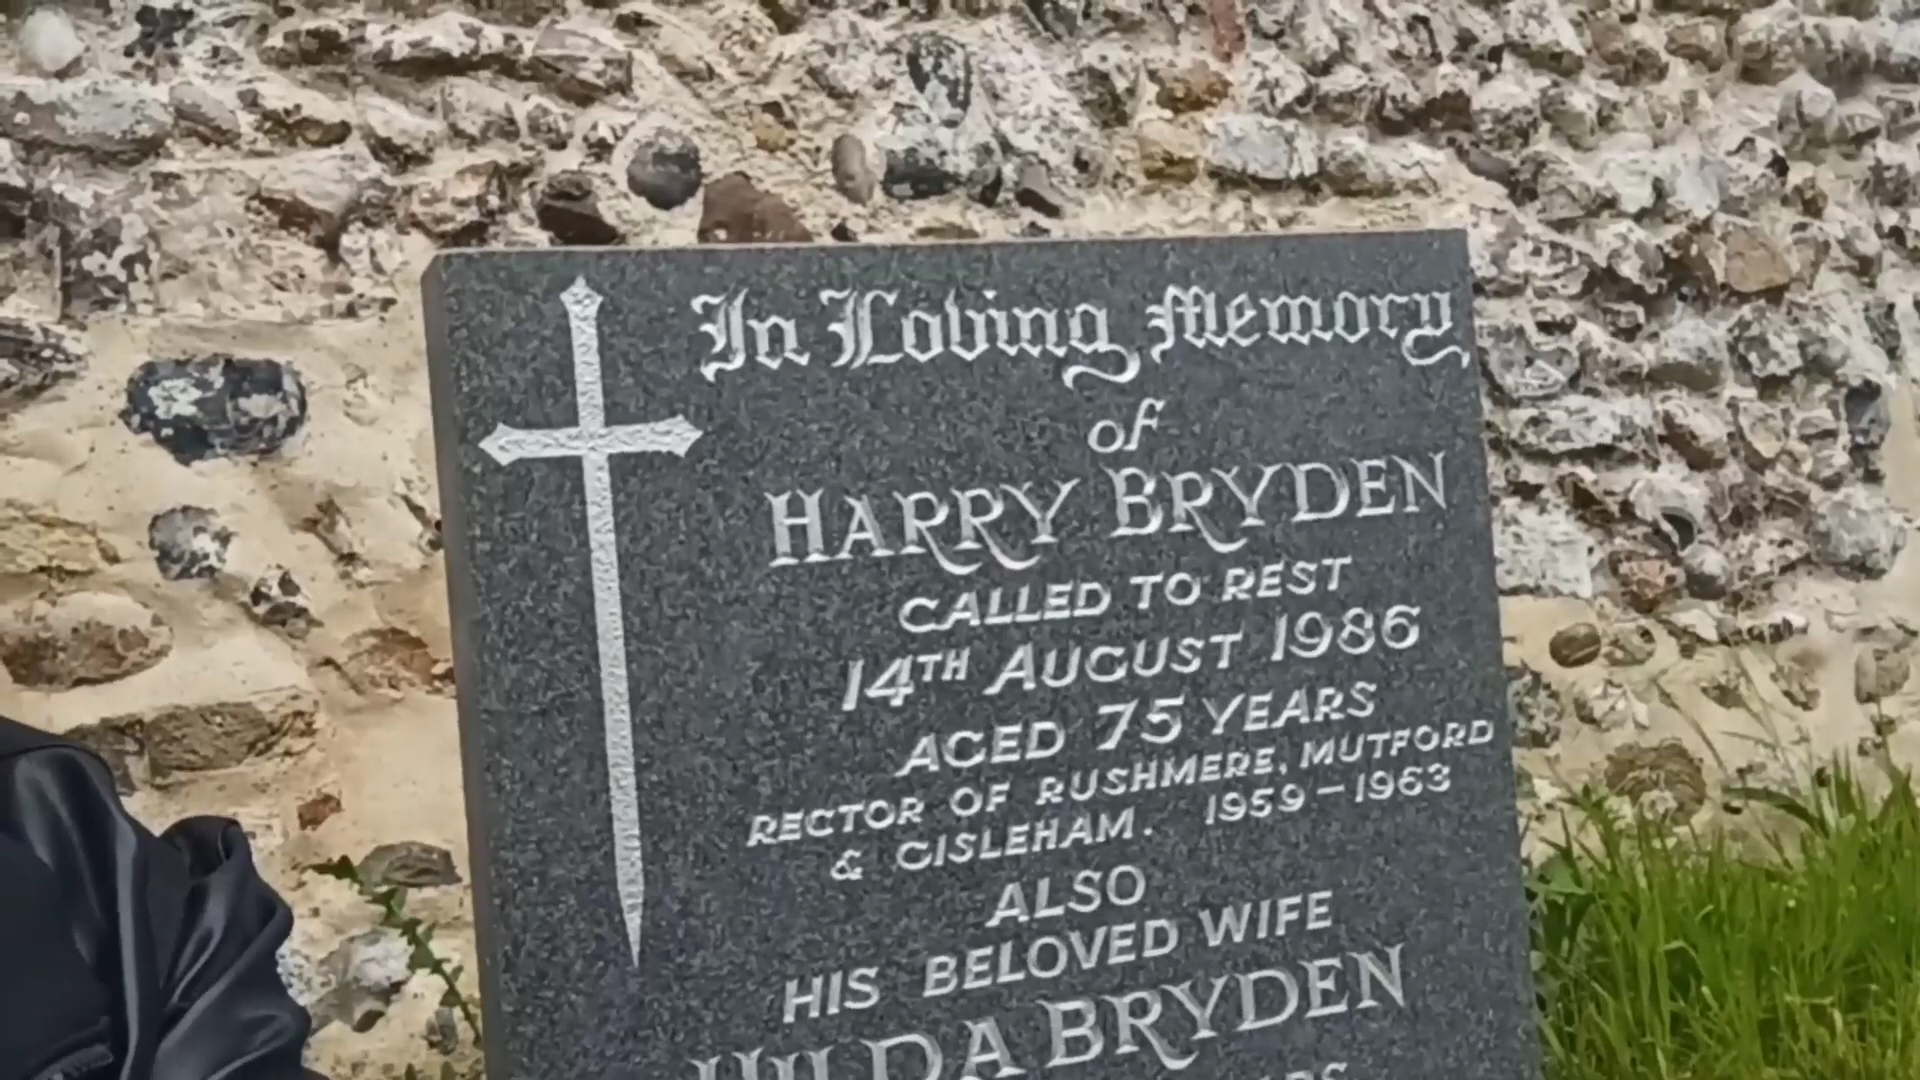 In Loving Memory
of
HARRY BRYDEN
CALLED TO REST
14TH AUGUST 1986
AGED 75 YEARS
RECTOR OF RUSHMERE, MUTFORD
& GISLEHAM. 1959-1963
ALSO
HIS BELOVED WIFE
HILDA BRYDEN